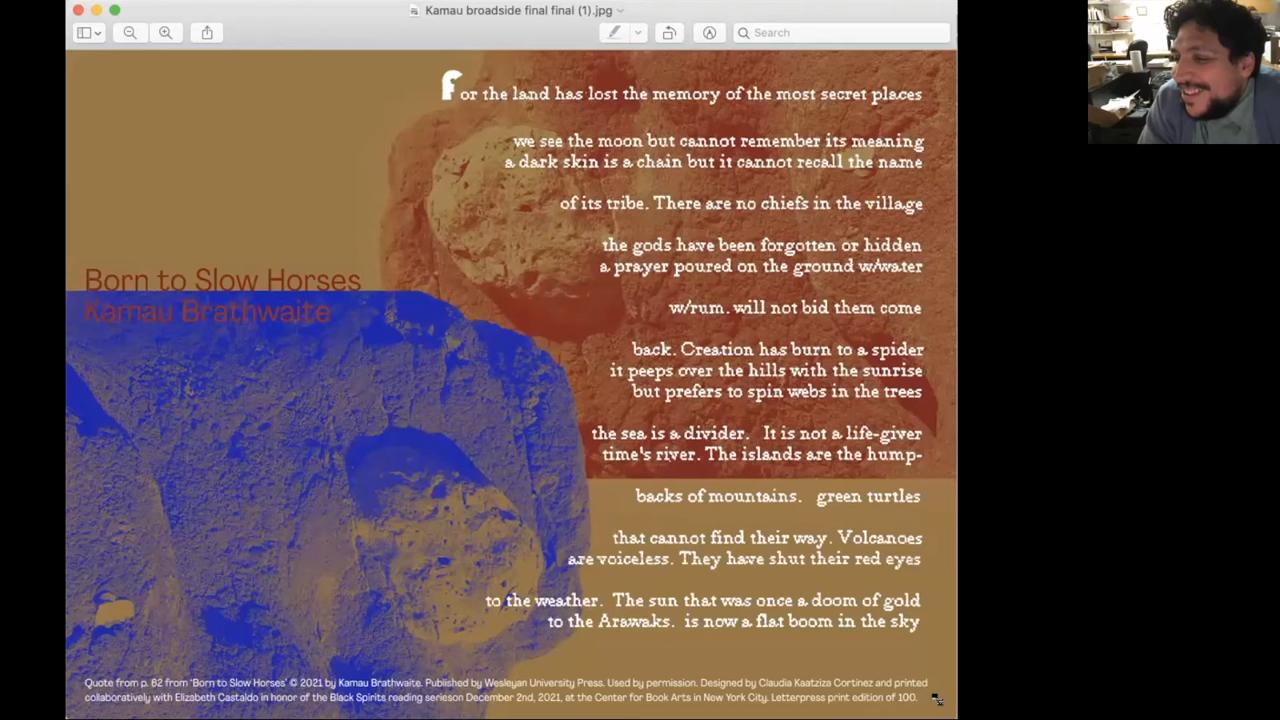 Kamau broadside final final (1).jpg
Search
For the land has lost the memory of the most secret places
we see the moon but cannot remember its meaning
a dark skin is a chain but it cannot recall the name
of its tribe. There are no chiefs in the village
the gods have been forgotten or hidden
a prayer poured on the ground w/water
w/rum. will not bid them come
back. Creation has burn to a spider
it peeps over the hills with the sunrise
but prefers to spin webs in the trees
the sea is a divider. It is not a life-giver
time's river. The islands are the hump-
backs of mountains. green turtles
that cannot find their way. Volcanoes
are voiceless. They have shut their red eyes
to the weather. The sun that was once a doom of gold
to the Arawaks. is now a flat boom in the sky
Born to Slow Horses
Kamau Brathwaite
Quote from p. 62 from 'Born to Slow Horses' © 2021 by Kamau Brathwaite. Published by Wesleyan University Press. Used by permission. Designed by Claudia Kaatziza Cortinez and printed
collaboratively with Elizabeth Castaldo in honor of the Black Spirits reading serieson December 2nd, 2021, at the Center for Book Arts in New York City. Letterpress print edition of 100.